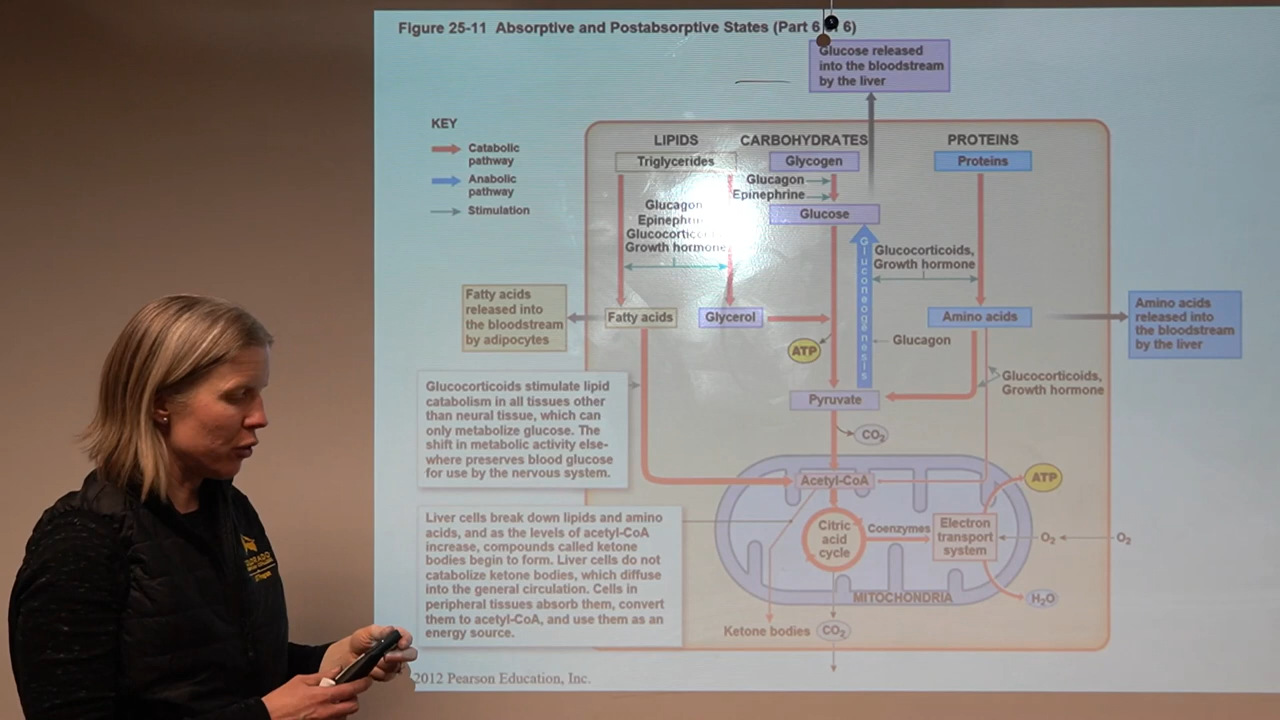 Figure 25-11 Absorptive and Postabsorptive States (Part 6 6)
Glucose released
into the bloodstream
by the liver
KEY
Catabolic
pathway
Anabolic
pathway
Stimulation
LIPIDS
CARBOHYDRATES
PROTEINS
Triglycerides
Glycogen
Proteins
Glucagon
Epinephrine
Glucose
Glucagon
Glucocorti
Growth hormone
Gluconeogenesis
Glucocorticoids,
Growth hormone
Fatty acids
released into
the bloodstream
by adipocytes
Fatty acids
Glycerol
Amino acids
Amino acids
released into
the bloodstream
by the liver
ATP
Glucagon
Glucocorticoids,
Growth hormone
Pyruvate
CO2
Glucocorticoids stimulate lipid
catabolism in all tissues other
than neural tissue, which can
only metabolize glucose. The
shift in metabolic activity else-
where preserves blood glucose
for use by the nervous system.
Acetyl-CoA
ATP
Liver cells break down lipids and amino
acids, and as the levels of acetyl-CoA
increase, compounds called ketone
bodies begin to form. Liver cells do not
catabolize ketone bodies, which diffuse
into the general circulation. Cells in
peripheral tissues absorb them, convert
them to acetyl-CoA, and use them as an
energy source.
Citric
acid
cycle
Coenzymes
Electron
transport
system
O2
O2
H2O
MITOCHONDRIA
Ketone bodies
CO2
2012 Pearson Education, Inc.